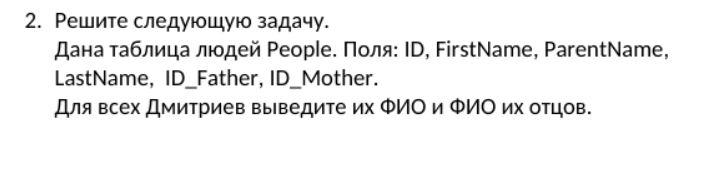 2. Решите следующую задачу.
Дана таблица людей People. Поля: ID, FirstName, ParentName,
LastName, ID_Father, ID_Mother.
Для всех Дмитриев выведите их ФИО и ФИО их отцов.